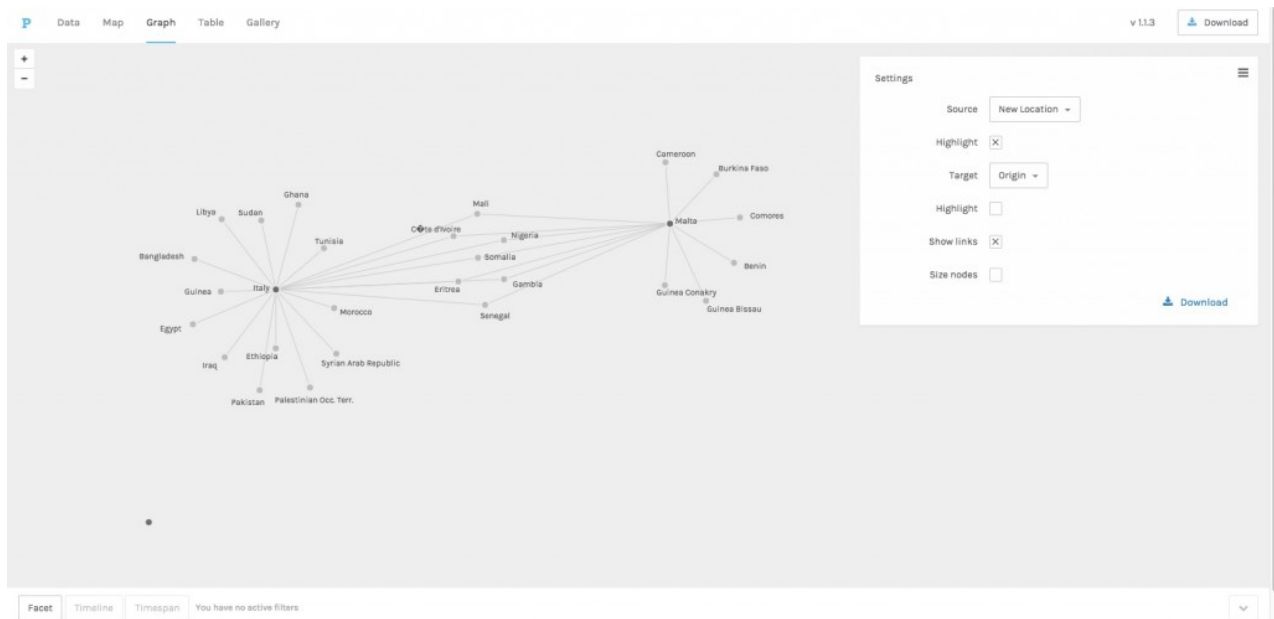 P Data Map Graph Table Gallery v 1.1.3 Download
+
−
Settings
Source New Location
Highlight X
Target Origin
Highlight
Show links X
Size nodes
Download
Cameroon
Burkina Faso
Ghana
Mali
Libya Sudan
Malta Comores
C�te d'Ivoire Nigeria
Tunisia
Bangladesh Somalia
Benin
Guinea Italy Eritrea Gambia Guinea Conakry
Morocco Senegal Guinea Bissau
Egypt
Iraq Ethiopia Syrian Arab Republic
Pakistan Palestinian Occ. Terr.
Facet Timeline Timespan You have no active filters